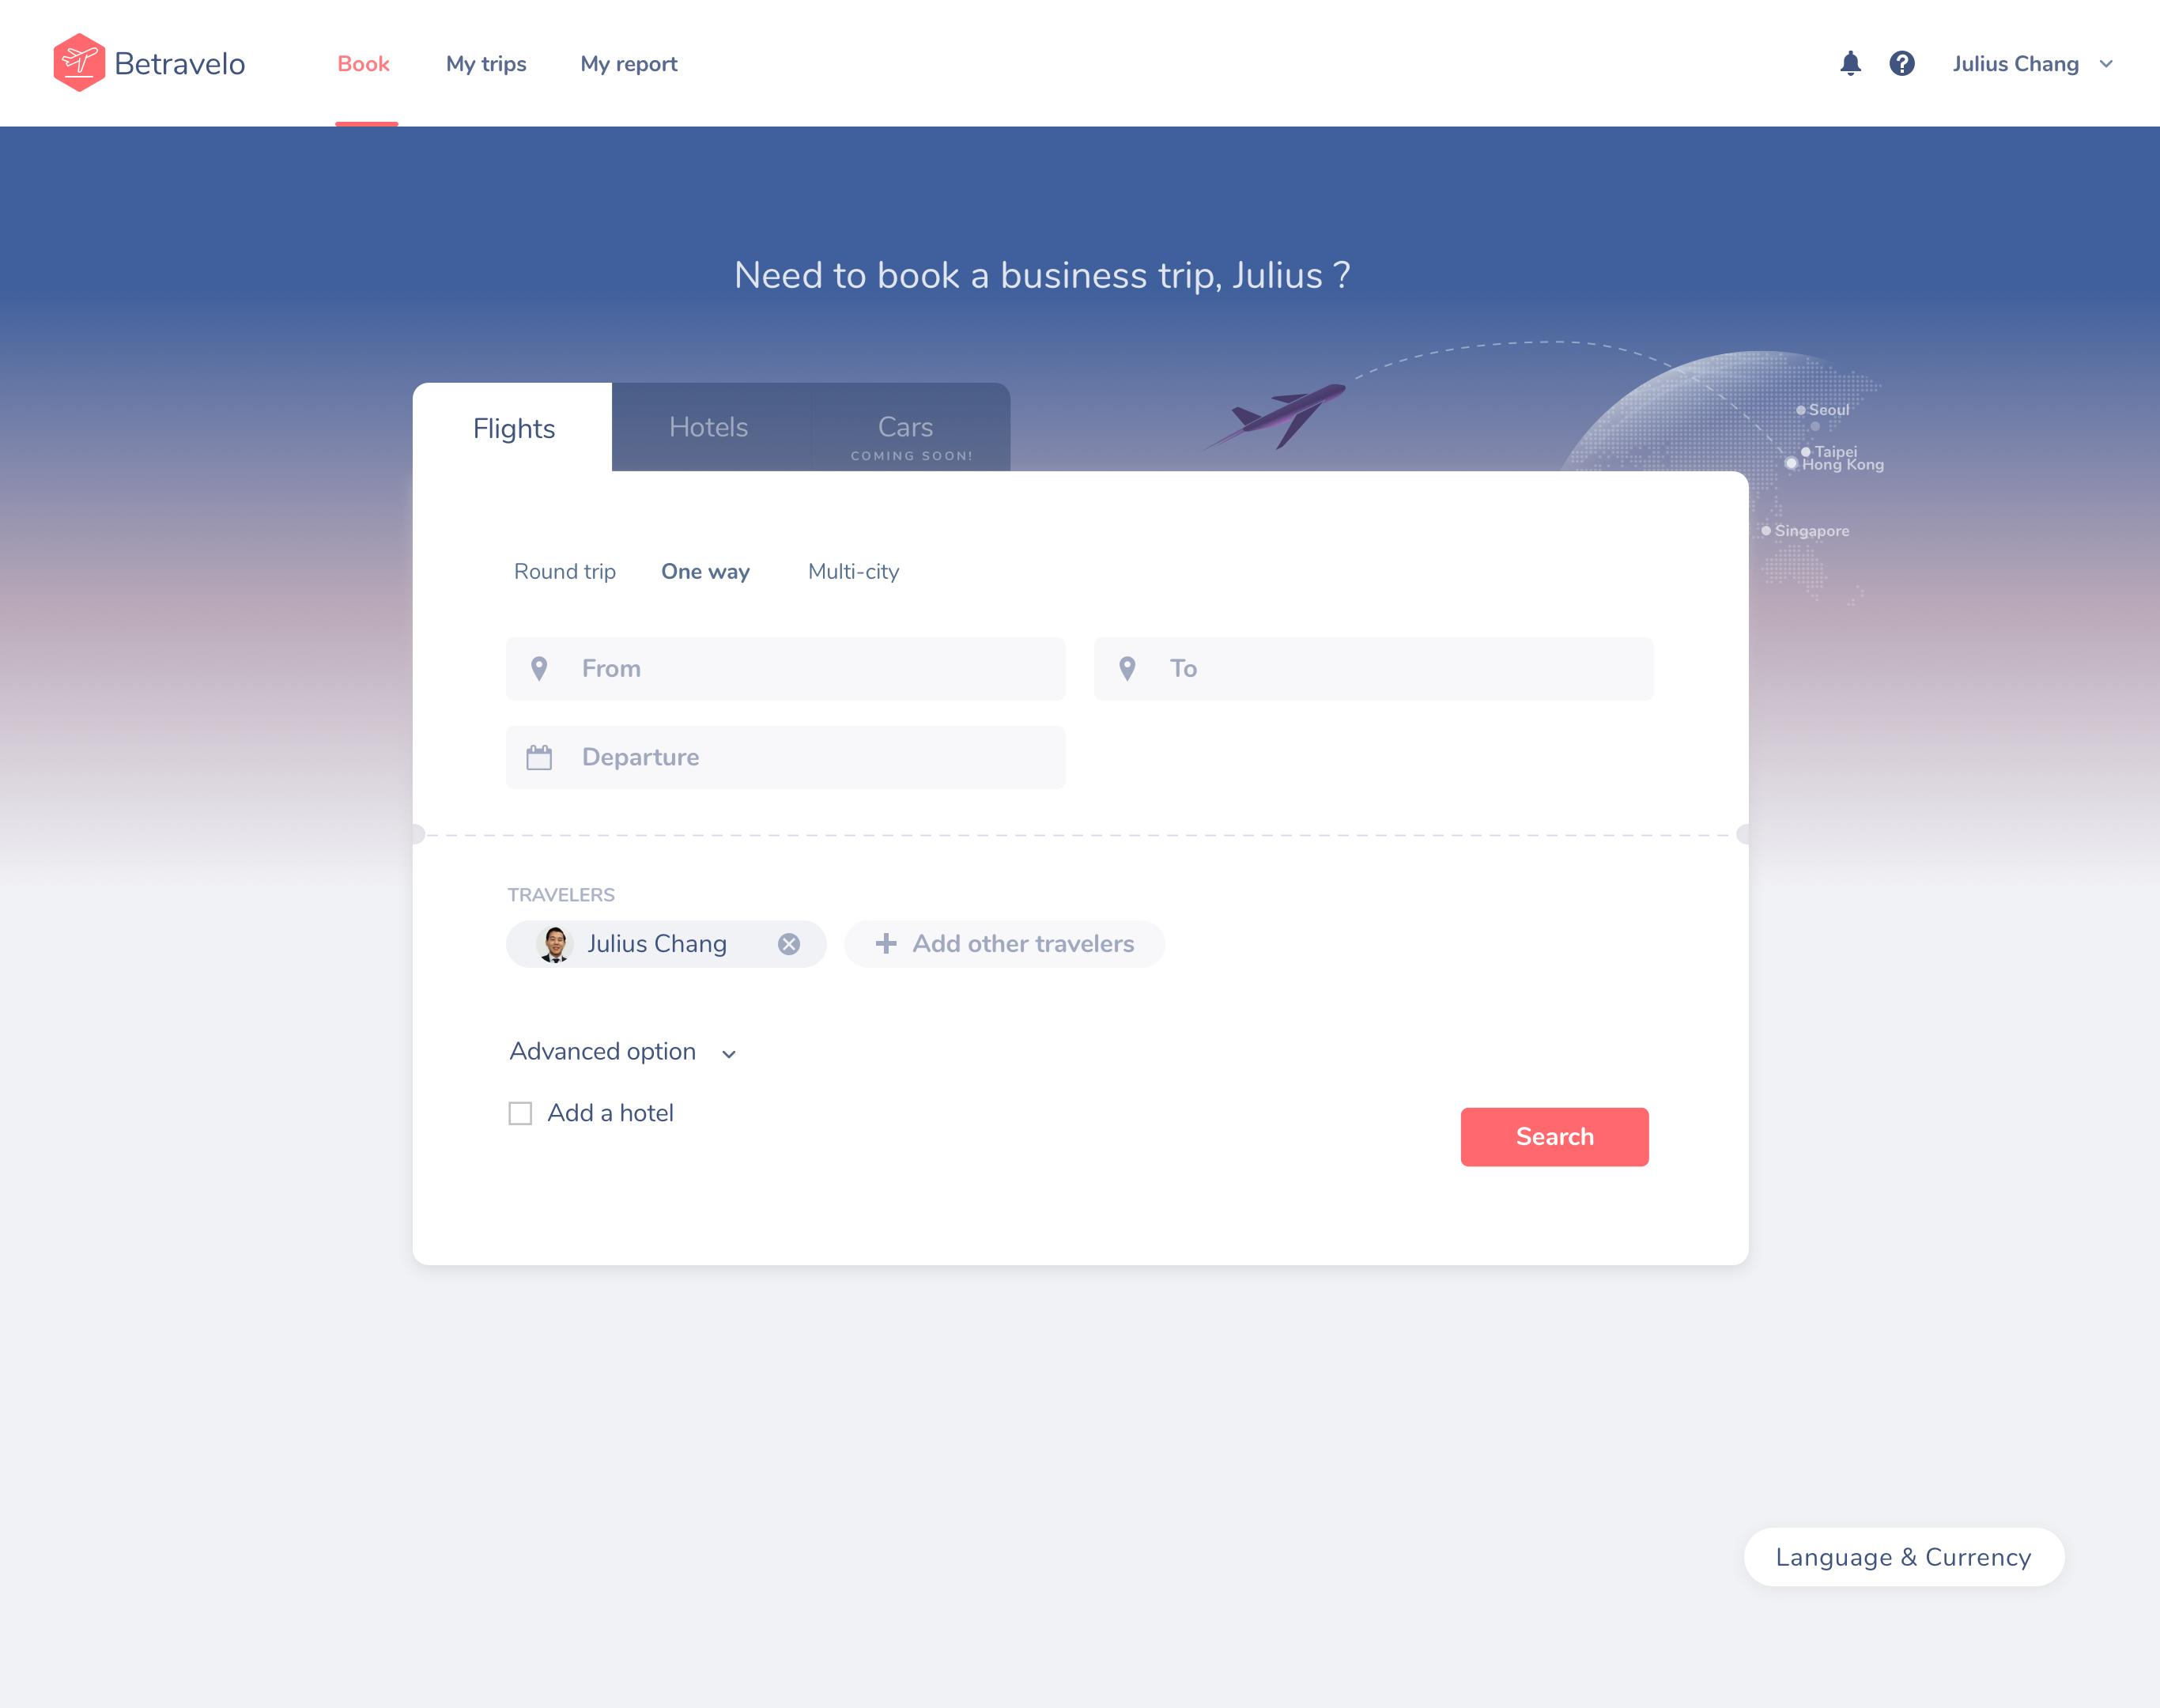 Betravelo
Book
My trips
My report
Julius Chang
Need to book a business trip, Julius ?
Flights
Hotels
Cars
COMING SOON!
Seoul
Taipei
Hong Kong
Singapore
Round trip
One way
Multi-city
From
To
Departure
TRAVELERS
Julius Chang
Add other travelers
Advanced option
Add a hotel
Search
Language & Currency